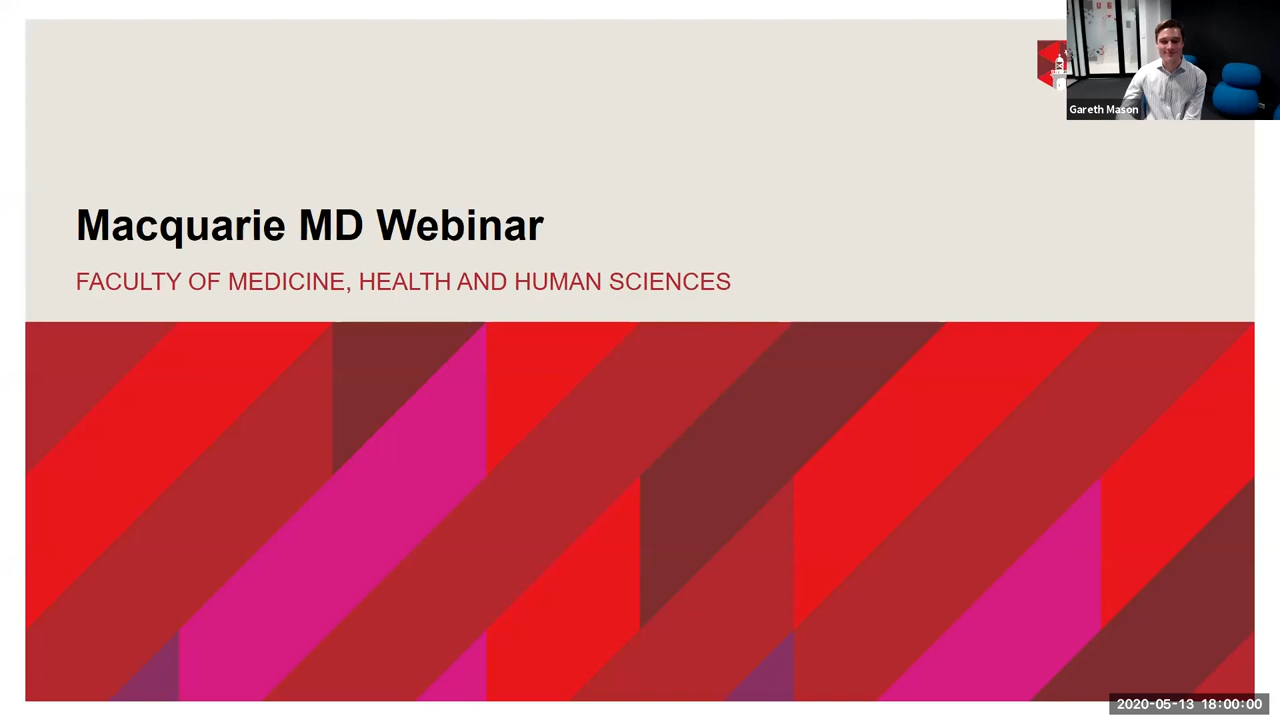 Gareth Mason
Macquarie MD Webinar
FACULTY OF MEDICINE, HEALTH AND HUMAN SCIENCES
2020-05-13 18:00:00